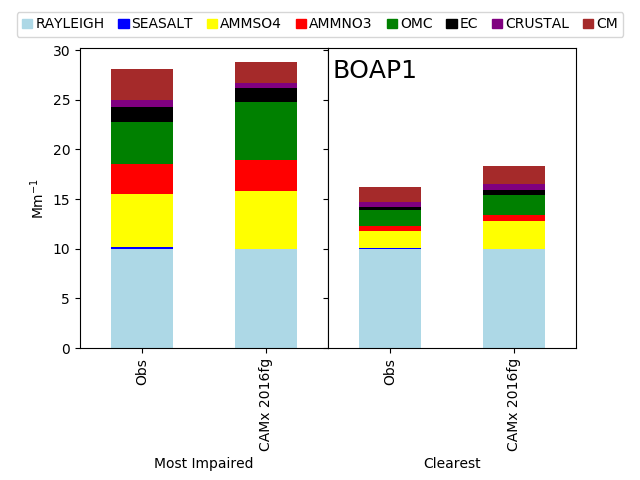 RAYLEIGH SEASALT AMMSO4 AMMNO3 OMC EC CRUSTAL CM
BOAP1
30
25
20
15
10
5
0
Mm⁻¹
Obs
CAMx 2016fg
Obs
CAMx 2016fg
Most Impaired
Clearest